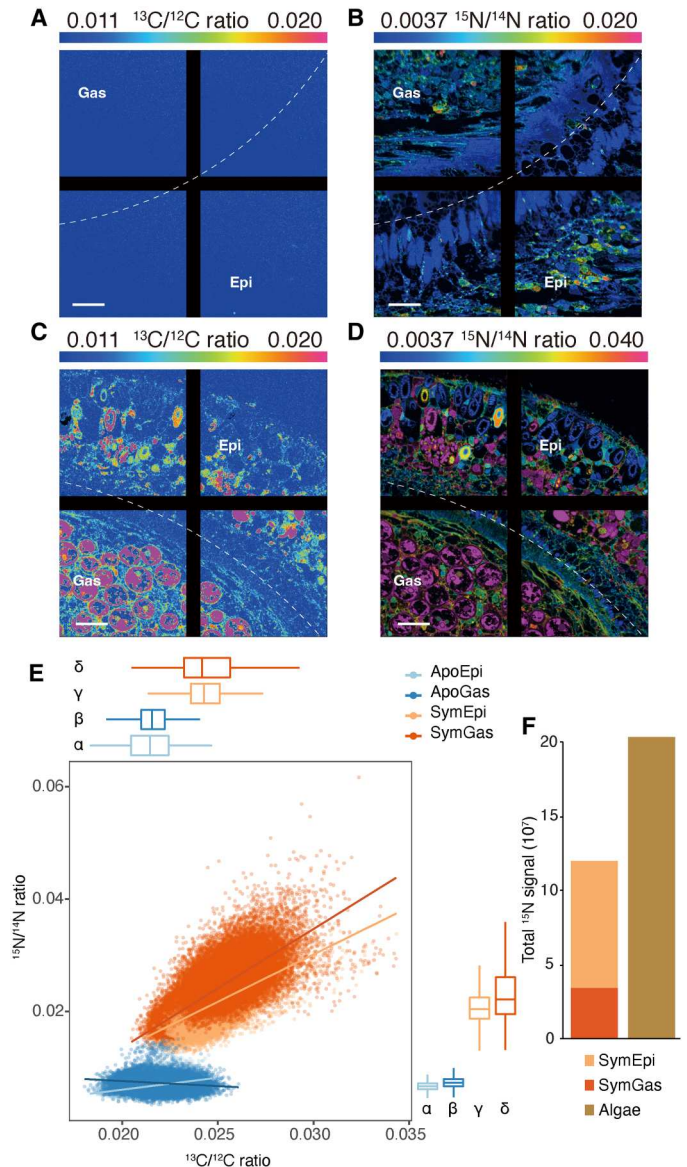 A
B
0.011 ¹³C/¹²C ratio 0.020
0.0037 ¹⁵N/¹⁴N ratio 0.020
Gas
Epi
Gas
Epi
C
D
0.011 ¹³C/¹²C ratio 0.020
0.0037 ¹⁵N/¹⁴N ratio 0.040
Epi
Gas
Epi
Gas
E
δ
γ
β
α
ApoEpi
ApoGas
SymEpi
SymGas
0.06
0.04
0.02
¹⁵N/¹⁴N ratio
0.020 0.025 0.030 0.035
¹³C/¹²C ratio
α β γ δ
F
20
15
10
5
0
Total ¹⁵N signal (10⁷)
SymEpi
SymGas
Algae